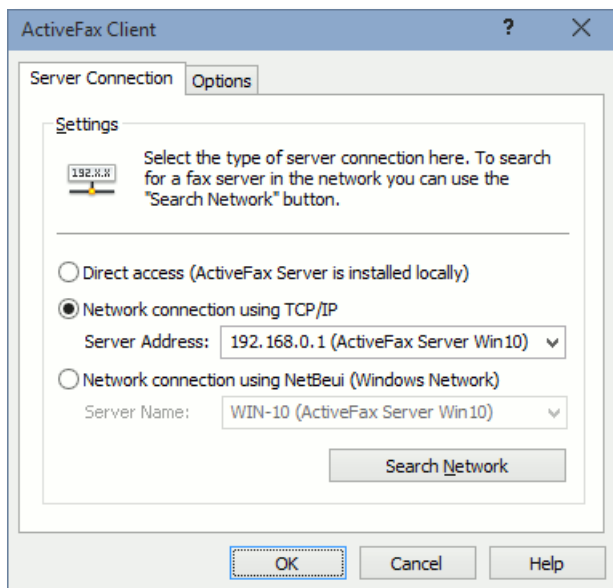 ActiveFax Client
?
Server Connection
Options
Settings
192.X.X
Select the type of server connection here. To search
for a fax server in the network you can use the
"Search Network" button.
Direct access (ActiveFax Server is installed locally)
Network connection using TCP/IP
Server Address: 192.168.0.1 (ActiveFax Server Win10)
Network connection using NetBeui (Windows Network)
Server Name: WIN-10 (ActiveFax Server Win10)
Search Network
OK Cancel Help